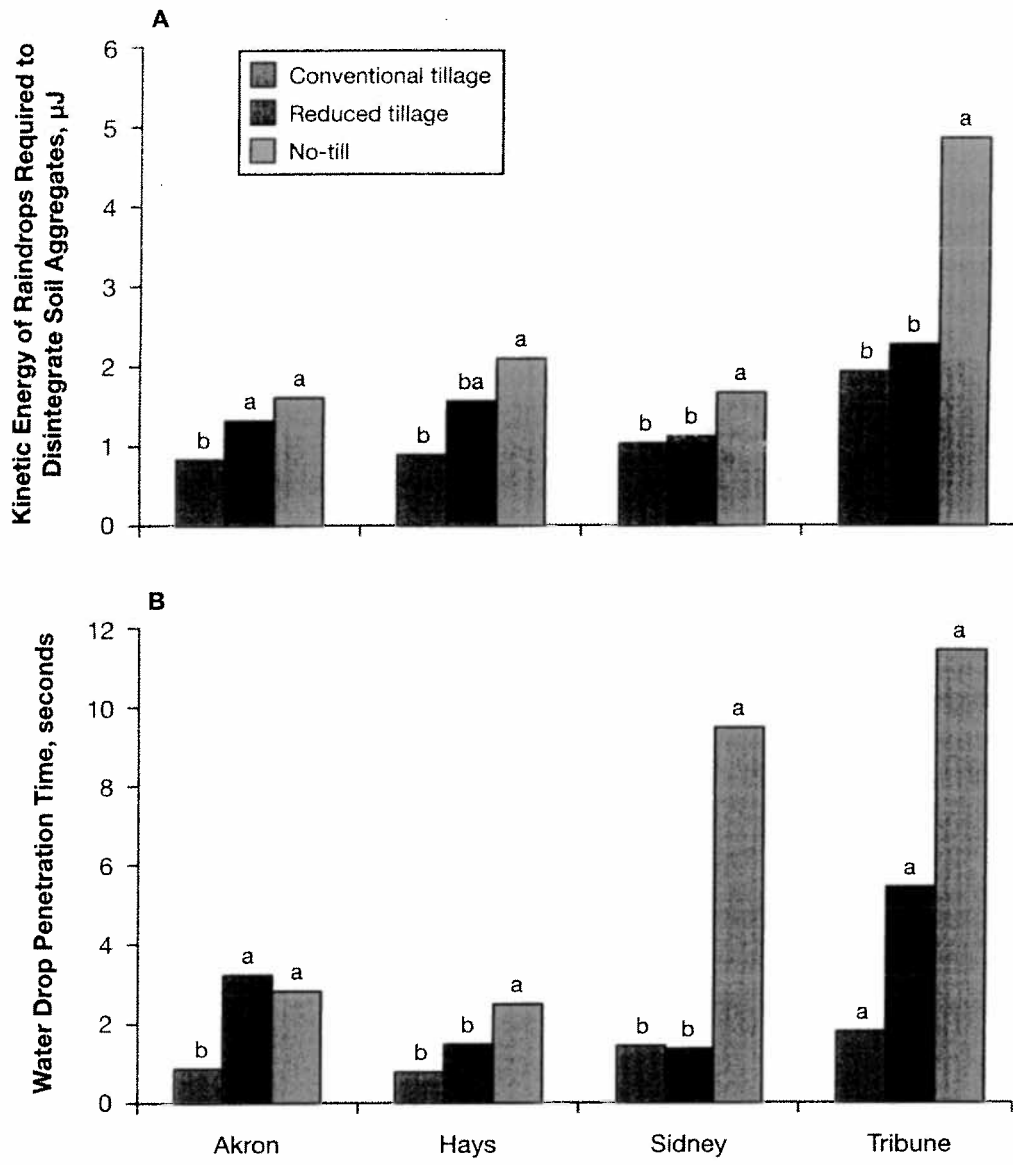 A
Kinetic Energy of Raindrops Required to
Disintegrate Soil Aggregates, μJ
6
5
4
3
2
1
0
Conventional tillage
Reduced tillage
No-till
b
a
a
b
ba
a
b
b
a
b
b
a
B
Water Drop Penetration Time, seconds
12
10
8
6
4
2
0
b
a
a
b
b
a
b
b
a
a
a
a
Akron
Hays
Sidney
Tribune